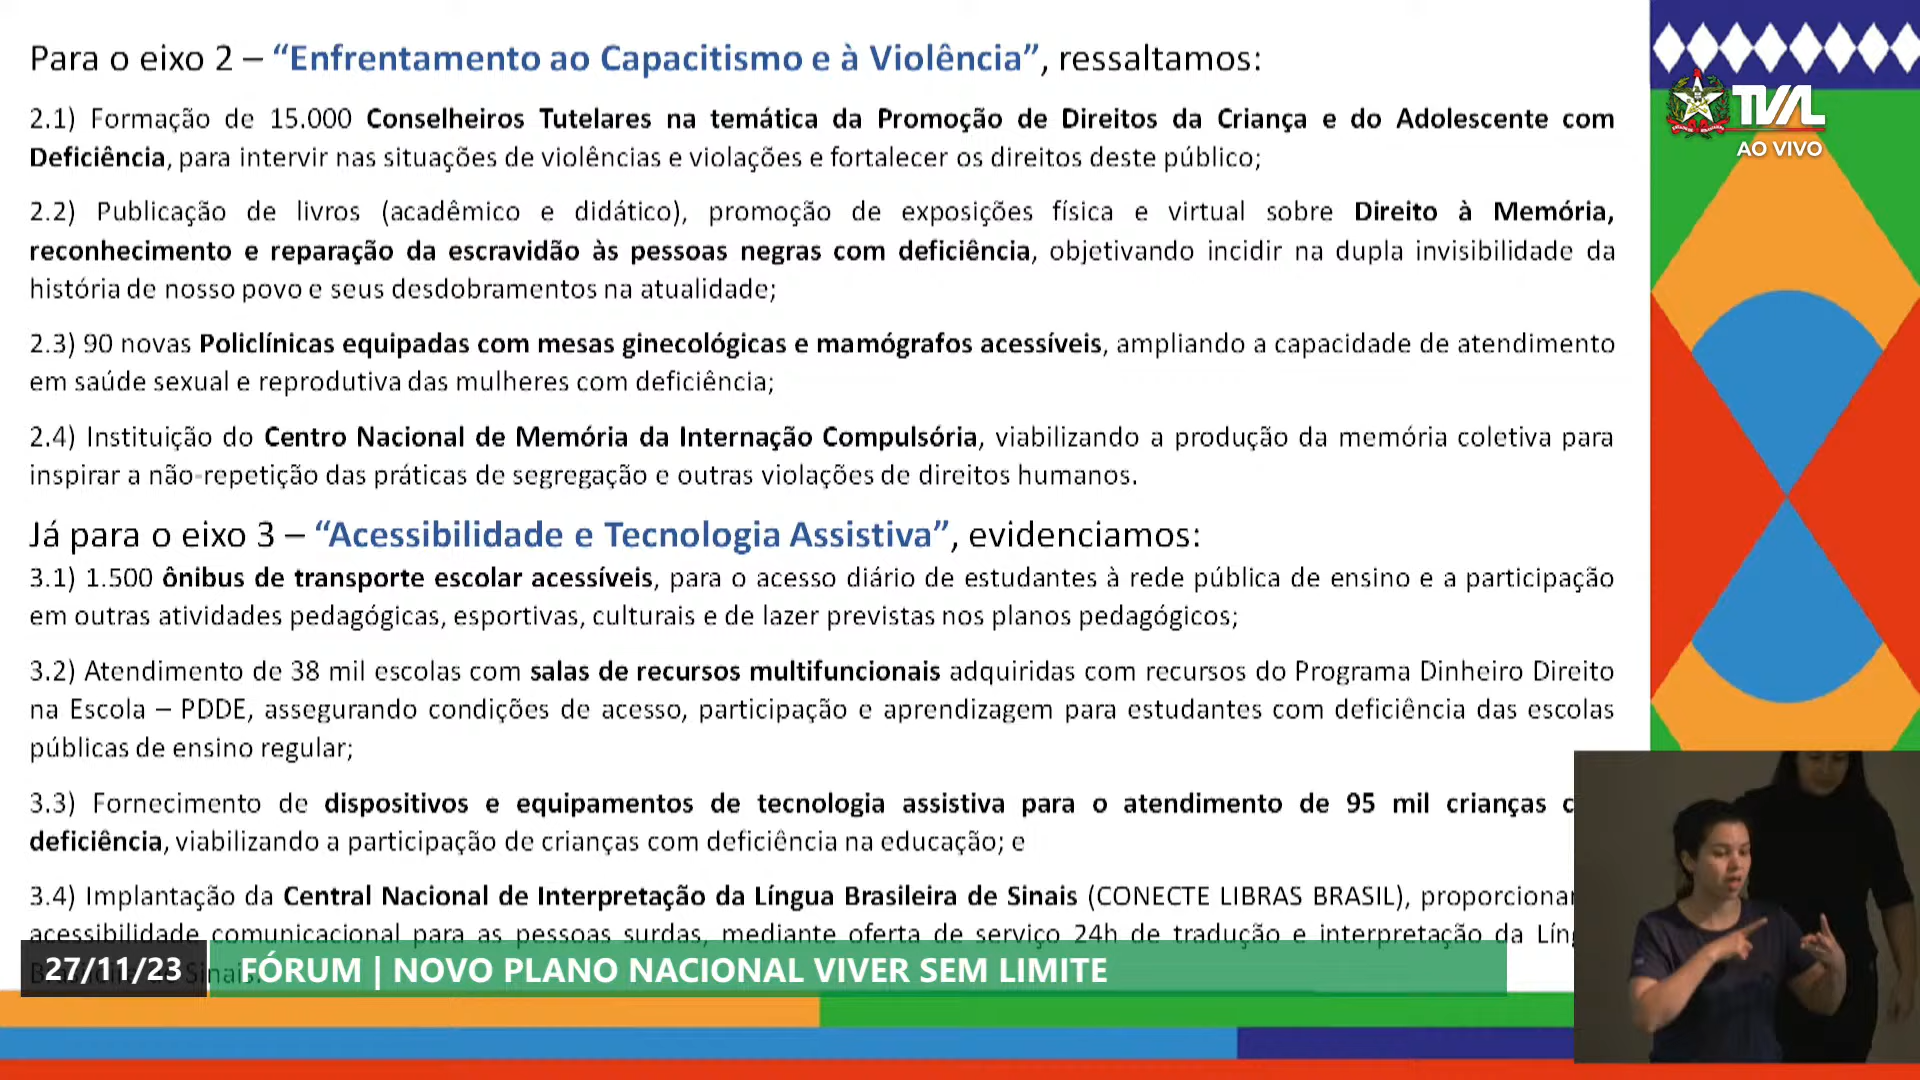 Para o eixo 2 – “Enfrentamento ao Capacitismo e à Violência”, ressaltamos:
2.1) Formação de 15.000 Conselheiros Tutelares na temática da Promoção de Direitos da Criança e do Adolescente com
Deficiência, para intervir nas situações de violências e violações e fortalecer os direitos deste público;
2.2) Publicação de livros (acadêmico e didático), promoção de exposições física e virtual sobre Direito à Memória,
reconhecimento e reparação da escravidão às pessoas negras com deficiência, objetivando incidir na dupla invisibilidade da
história de nosso povo e seus desdobramentos na atualidade;
2.3) 90 novas Policlínicas equipadas com mesas ginecológicas e mamógrafos acessíveis, ampliando a capacidade de atendimento
em saúde sexual e reprodutiva das mulheres com deficiência;
2.4) Instituição do Centro Nacional de Memória da Internação Compulsória, viabilizando a produção da memória coletiva para
inspirar a não-repetição das práticas de segregação e outras violações de direitos humanos.
Já para o eixo 3 – “Acessibilidade e Tecnologia Assistiva”, evidenciamos:
3.1) 1.500 ônibus de transporte escolar acessíveis, para o acesso diário de estudantes à rede pública de ensino e a participação
em outras atividades pedagógicas, esportivas, culturais e de lazer previstas nos planos pedagógicos;
3.2) Atendimento de 38 mil escolas com salas de recursos multifuncionais adquiridas com recursos do Programa Dinheiro Direito
na Escola – PDDE, assegurando condições de acesso, participação e aprendizagem para estudantes com deficiência das escolas
públicas de ensino regular;
3.3) Fornecimento de dispositivos e equipamentos de tecnologia assistiva para o atendimento de 95 mil crianças
deficiência, viabilizando a participação de crianças com deficiência na educação; e
3.4) Implantação da Central Nacional de Interpretação da Língua Brasileira de Sinais (CONECTE LIBRAS BRASIL),
acessibilidade comunicacional para as pessoas surdas, mediante oferta de serviço 24h de tradução e interpretação da
TVAL
AO VIVO
27/11/23
FÓRUM | NOVO PLANO NACIONAL VIVER SEM LIMITE